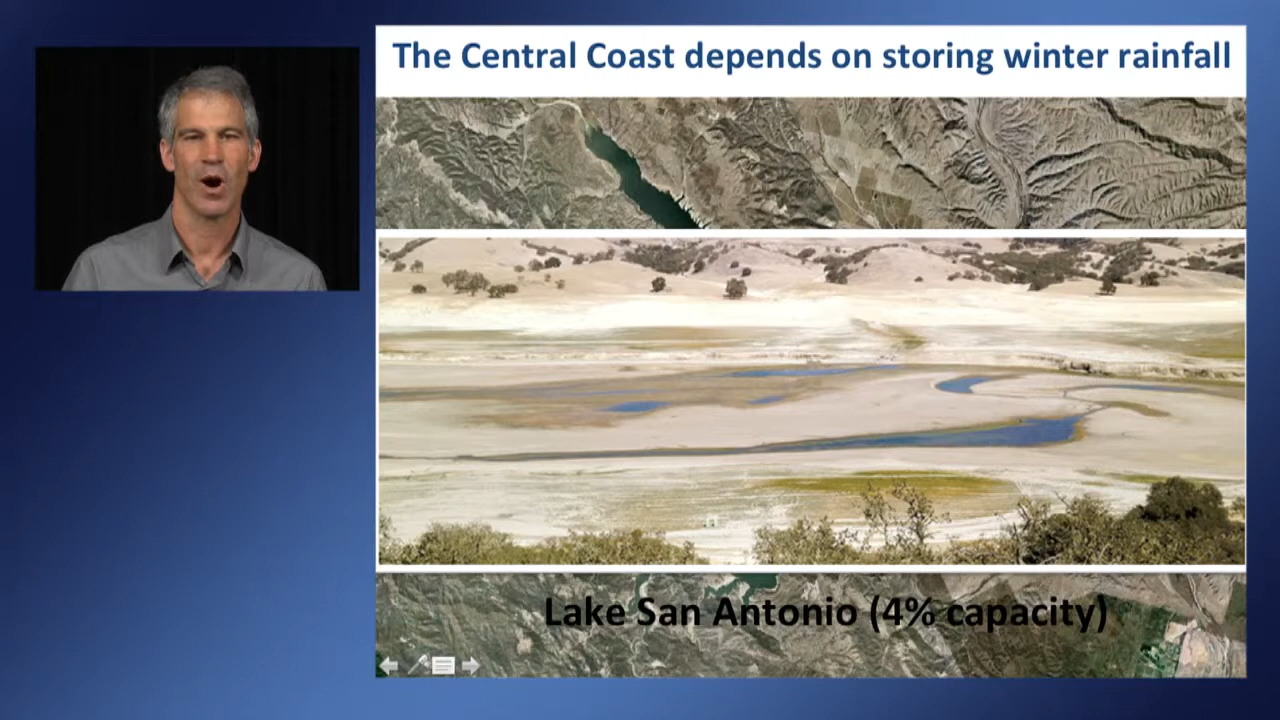 The Central Coast depends on storing winter rainfall
Lake San Antonio (4% capacity)